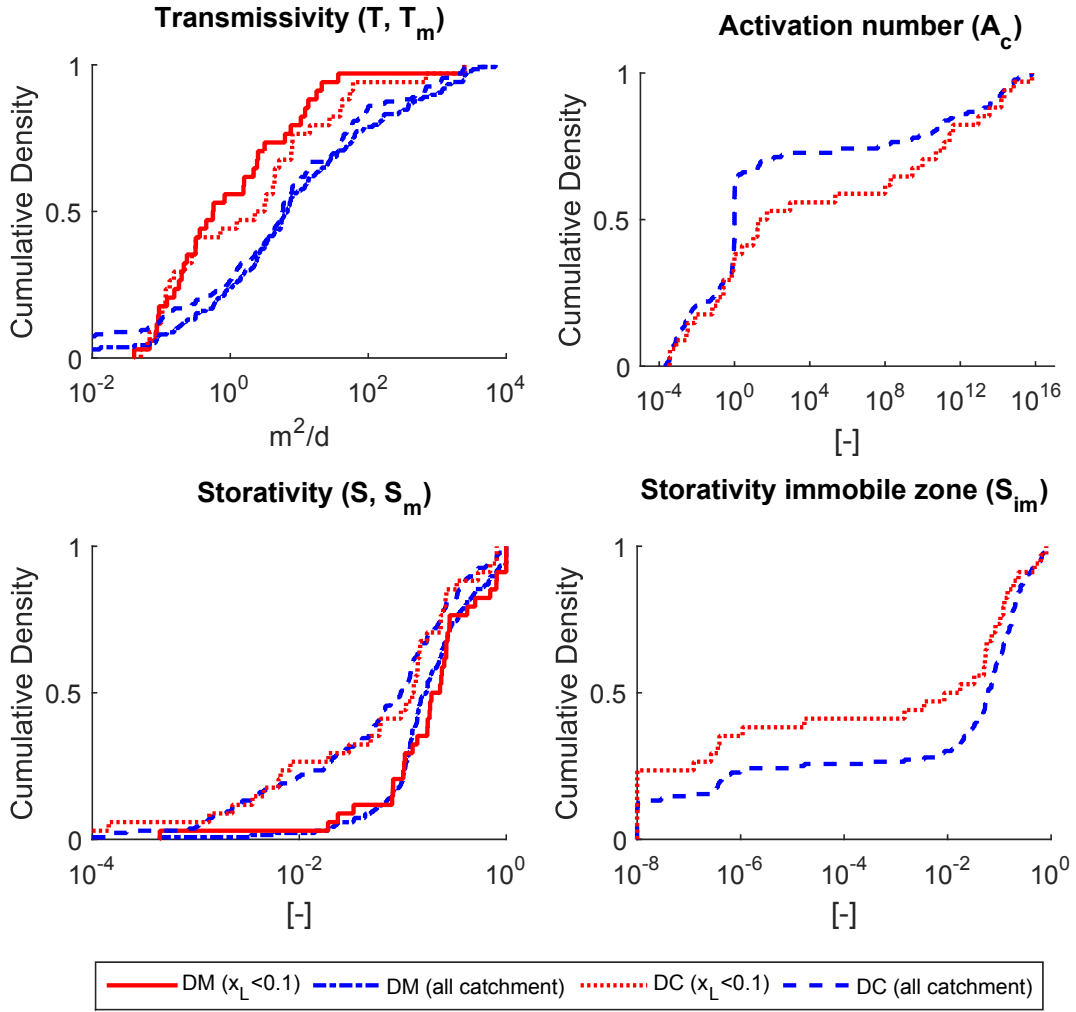 Transmissivity (T, T_m)
Cumulative Density
1
0.5
0
10^-2 10^0 10^2 10^4
m^2/d
Activation number (A_c)
Cumulative Density
1
0.5
0
10^-4 10^0 10^4 10^8 10^12 10^16
[-]
Storativity (S, S_m)
Cumulative Density
1
0.5
0
10^-4 10^-2 10^0
[-]
Storativity immobile zone (S_im)
Cumulative Density
1
0.5
0
10^-8 10^-6 10^-4 10^-2 10^0
[-]
DM (x_L<0.1) DM (all catchment) DC (x_L<0.1) DC (all catchment)